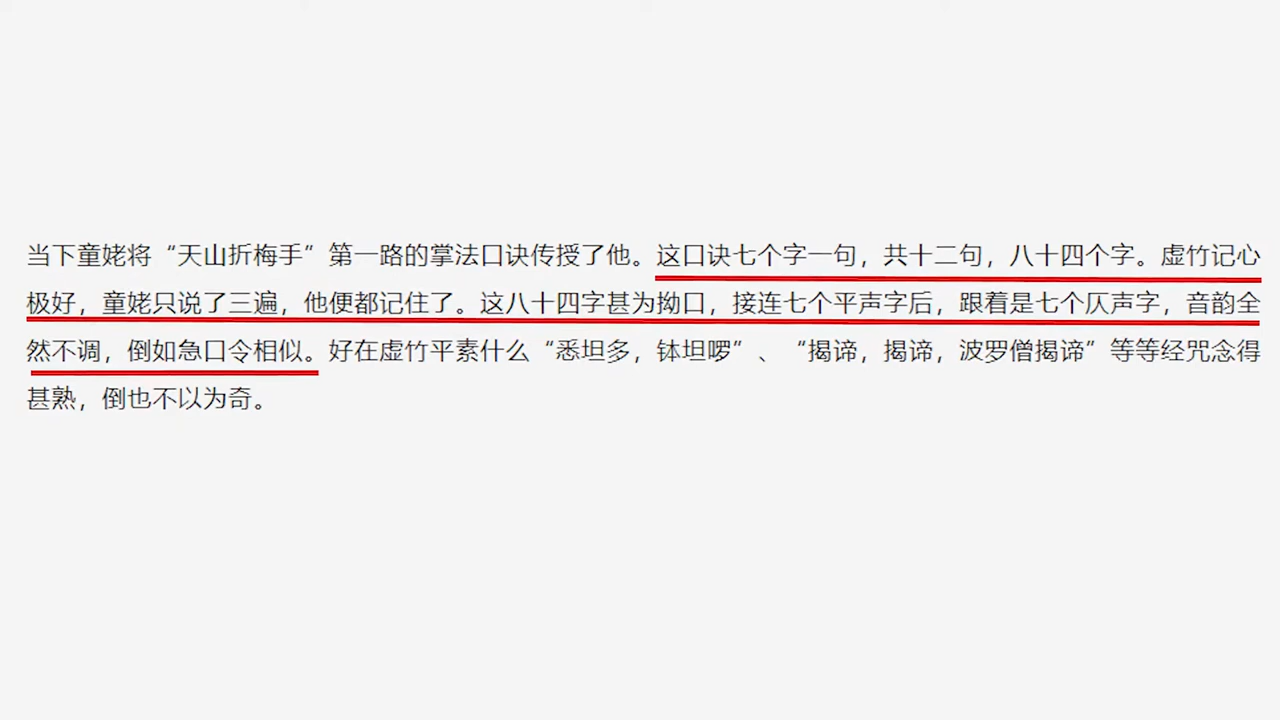 当下童姥将“天山折梅手”第一路的掌法口诀传授了他。这口诀七个字一句，共十二句，八十四个字。虚竹记心
极好，童姥只说了三遍，他便都记住了。这八十四字甚为拗口，接连七个平声字后，跟着是七个仄声字，音韵全
然不调，倒如急口令相似。好在虚竹平素什么“悉坦多，钵坦啰”、“揭谛，揭谛，波罗僧揭谛”等等经咒念得
甚熟，倒也不以为奇。